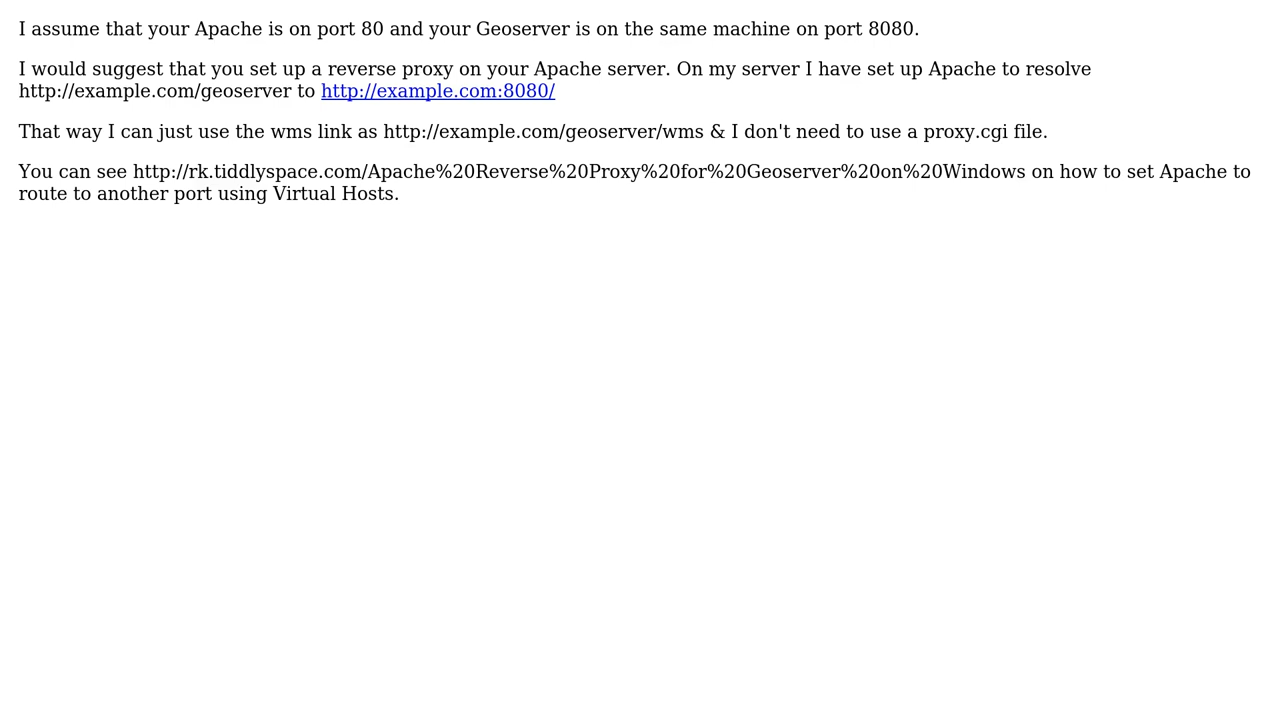 I assume that your Apache is on port 80 and your Geoserver is on the same machine on port 8080.
I would suggest that you set up a reverse proxy on your Apache server. On my server I have set up Apache to resolve
http://example.com/geoserver to http://example.com:8080/
That way I can just use the wms link as http://example.com/geoserver/wms & I don't need to use a proxy.cgi file.
You can see http://rk.tiddlyspace.com/Apache%20Reverse%20Proxy%20for%20Geoserver%20on%20Windows on how to set Apache to
route to another port using Virtual Hosts.